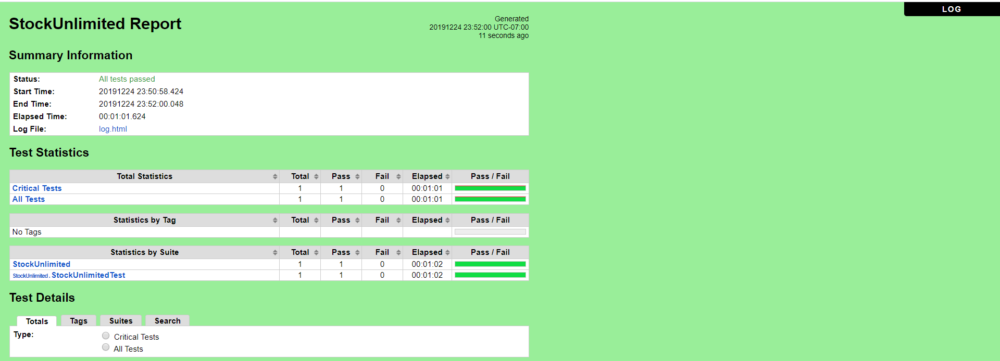 LOG
StockUnlimited Report
Generated
20191224 23:52:00 UTC-07:00
11 seconds ago
Summary Information
Status: All tests passed
Start Time: 20191224 23:50:58.424
End Time: 20191224 23:52:00.048
Elapsed Time: 00:01:01.624
Log File: log.html
Test Statistics
Total Statistics Total Pass Fail Elapsed Pass / Fail
Critical Tests 1 1 0 00:01:01
All Tests 1 1 0 00:01:01
Statistics by Tag Total Pass Fail Elapsed Pass / Fail
No Tags
Statistics by Suite Total Pass Fail Elapsed Pass / Fail
StockUnlimited 1 1 0 00:01:02
StockUnlimited . StockUnlimitedTest 1 1 0 00:01:02
Test Details
Totals Tags Suites Search
Type: Critical Tests
All Tests